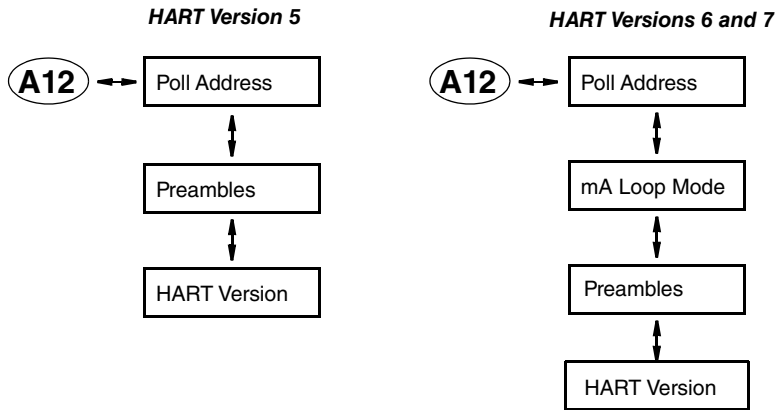 HART Version 5
A12
Poll Address
Preambles
HART Version
HART Versions 6 and 7
A12
Poll Address
mA Loop Mode
Preambles
HART Version